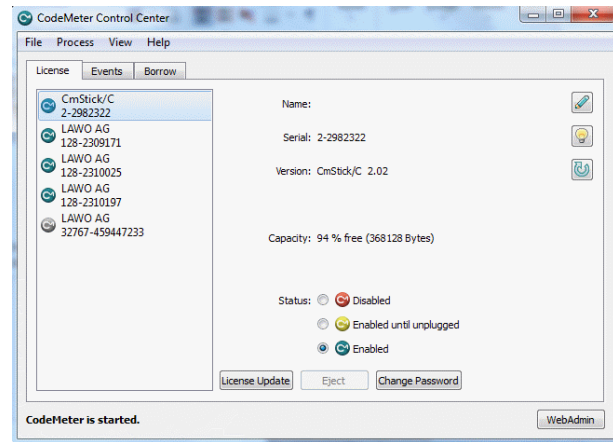 CodeMeter Control Center
File Process View Help
License Events Borrow
CmStick/C
2-2982322
LAWO AG
128-2309171
LAWO AG
128-2310025
LAWO AG
128-2310197
LAWO AG
32767-459447233
Name:
Serial: 2-2982322
Version: CmStick/C 2.02
Capacity: 94 % free (368128 Bytes)
Status: Disabled
Enabled until unplugged
Enabled
License Update Eject Change Password
CodeMeter is started. WebAdmin